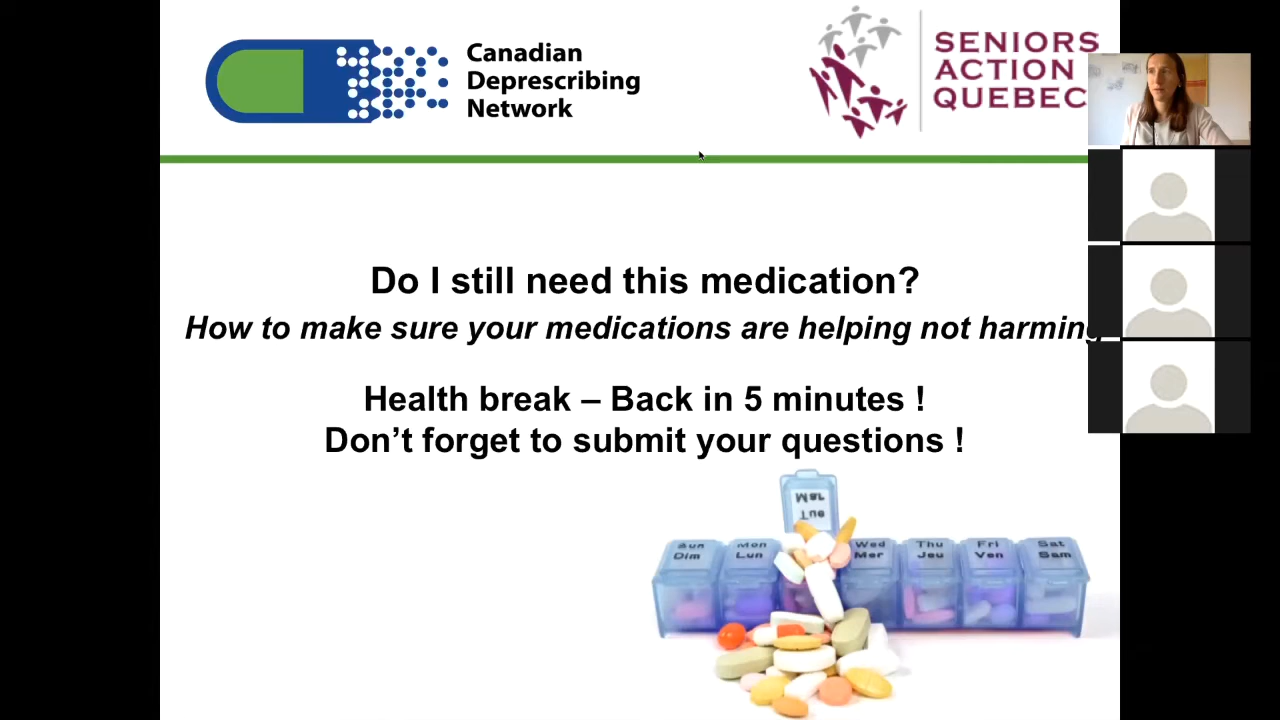 Canadian
Deprescribing
Network
SENIORS
ACTION
QUEBEC
Do I still need this medication?
How to make sure your medications are helping not harming
Health break – Back in 5 minutes !
Don’t forget to submit your questions !
Mar
Tue
Sun
Dim
Mon
Lun
Wed
Mer
Thu
Jeu
Fri
Ven
Sat
Sam